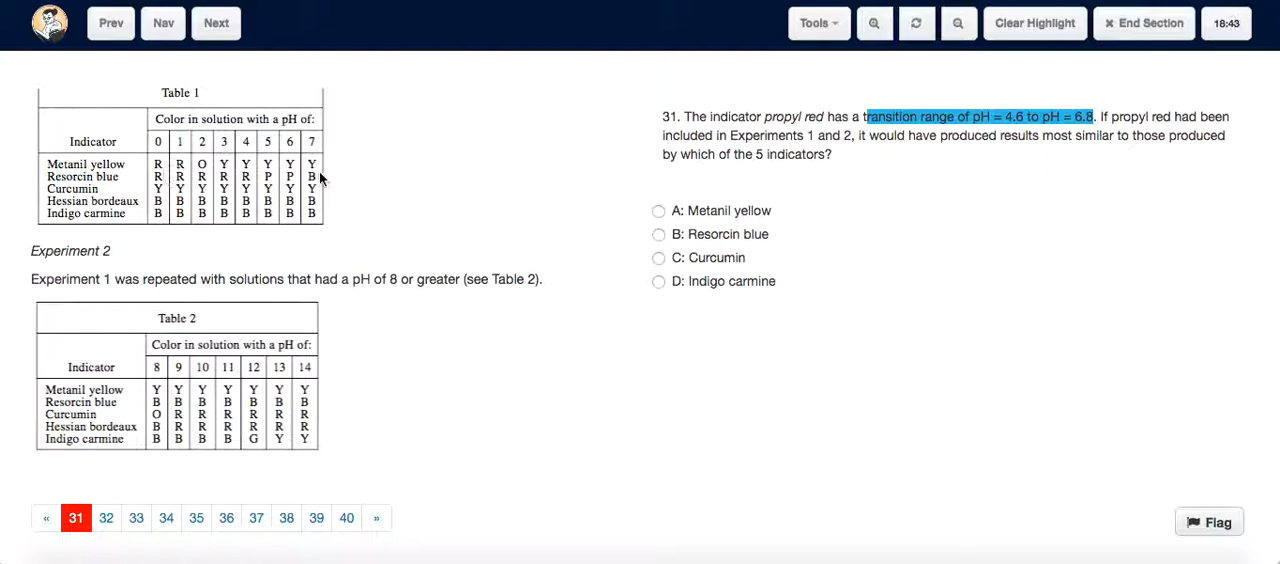 Prev Nav Next Tools Clear Highlight × End Section 18:43
Table 1
Color in solution with a pH of:
Indicator 0 1 2 3 4 5 6 7
Metanil yellow R R O Y Y Y Y Y
Resorcin blue R R R R R P P B
Curcumin Y Y Y Y Y Y Y Y
Hessian bordeaux B B B B B B B B
Indigo carmine B B B B B B B B
Experiment 2
Experiment 1 was repeated with solutions that had a pH of 8 or greater (see Table 2).
Table 2
Color in solution with a pH of:
Indicator 8 9 10 11 12 13 14
Metanil yellow Y Y Y Y Y Y Y
Resorcin blue B B B B B B B
Curcumin O R R R R R R
Hessian bordeaux B R R R R R R
Indigo carmine B B B B G Y Y
31. The indicator propyl red has a transition range of pH = 4.6 to pH = 6.8. If propyl red had been
included in Experiments 1 and 2, it would have produced results most similar to those produced
by which of the 5 indicators?
A: Metanil yellow
B: Resorcin blue
C: Curcumin
D: Indigo carmine
« 31 32 33 34 35 36 37 38 39 40 »
Flag